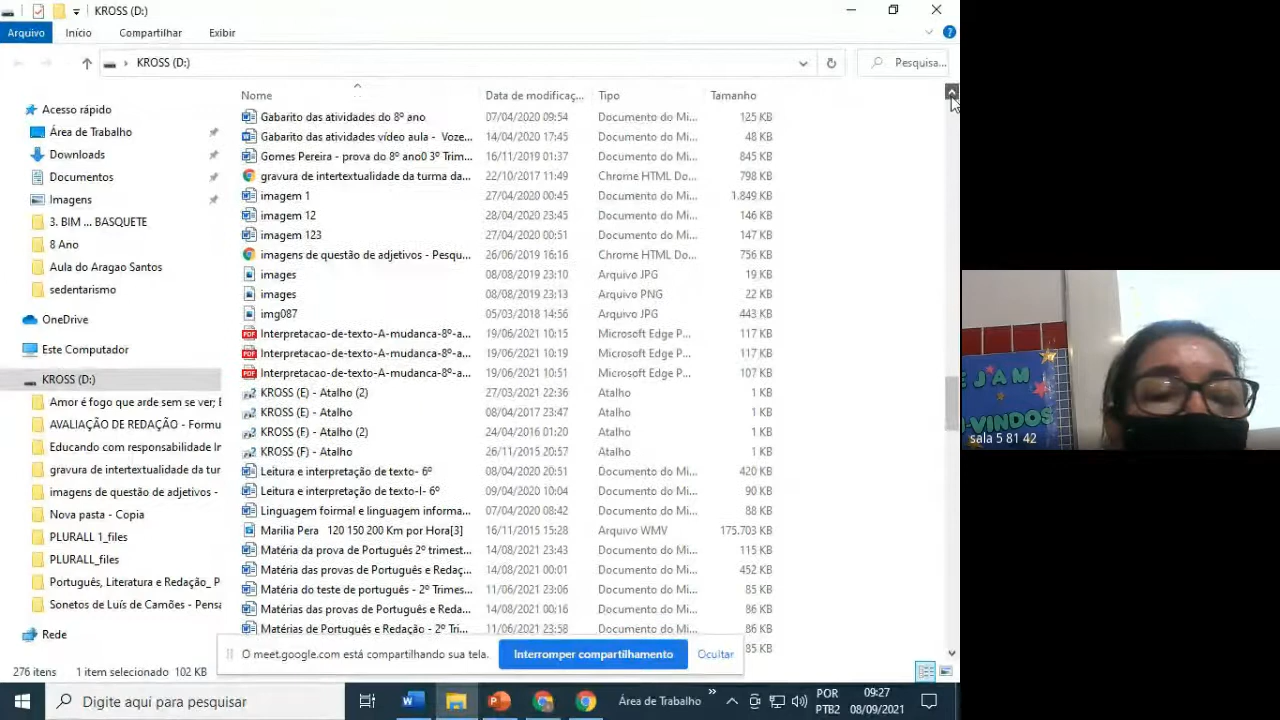 KROSS (D:)
Arquivo Início Compartilhar Exibir
KROSS (D:) Pesquisa...
Nome Data de modificaç... Tipo Tamanho
Acesso rápido
Área de Trabalho
Downloads
Documentos
Imagens
3. BIM ... BASQUETE
8 Ano
Aula do Aragao Santos
sedentarismo
OneDrive
Este Computador
KROSS (D:)
Amor é fogo que arde sem se ver; E
AVALIAÇÃO DE REDAÇÃO - Formu
Educando com responsabilidade In
gravura de intertextualidade da tur
imagens de questão de adjetivos -
Nova pasta - Copia
PLURALL 1_files
PLURALL_files
Português, Literatura e Redação_ P
Sonetos de Luís de Camões - Pensa
Rede
Gabarito das atividades do 8º ano 07/04/2020 09:54 Documento do Mi... 125 KB
Gabarito das atividades vídeo aula - Voze... 14/04/2020 17:45 Documento do Mi... 48 KB
Gomes Pereira - prova do 8º ano0 3º Trim... 16/11/2019 01:37 Documento do Mi... 845 KB
gravura de intertextualidade da turma da... 22/10/2017 11:49 Chrome HTML Do... 798 KB
imagem 1 27/04/2020 00:45 Documento do Mi... 1.849 KB
imagem 12 28/04/2020 23:45 Documento do Mi... 146 KB
imagem 123 27/04/2020 00:51 Documento do Mi... 147 KB
imagens de questão de adjetivos - Pesqu... 26/06/2019 16:16 Chrome HTML Do... 756 KB
images 08/08/2019 23:10 Arquivo JPG 19 KB
images 08/08/2019 23:13 Arquivo PNG 22 KB
img087 05/03/2018 14:56 Arquivo JPG 443 KB
Interpretacao-de-texto-A-mudanca-8º-a... 19/06/2021 10:15 Microsoft Edge P... 117 KB
Interpretacao-de-texto-A-mudanca-8º-a... 19/06/2021 10:19 Microsoft Edge P... 117 KB
Interpretacao-de-texto-A-mudanca-8º-a... 19/06/2021 10:51 Microsoft Edge P... 107 KB
KROSS (E) - Atalho (2) 27/03/2021 22:36 Atalho 1 KB
KROSS (E) - Atalho 08/04/2017 23:47 Atalho 1 KB
KROSS (F) - Atalho (2) 24/04/2016 01:20 Atalho 1 KB
KROSS (F) - Atalho 26/11/2015 20:57 Atalho 1 KB
Leitura e interpretação de texto- 6º 08/04/2020 20:51 Documento do Mi... 420 KB
Leitura e interpretação de texto-I- 6º 09/04/2020 10:04 Documento do Mi... 90 KB
Linguagem foirmal e linguagem informa... 07/04/2020 08:42 Documento do Mi... 88 KB
Marilia Pera 120 150 200 Km por Hora[3] 16/11/2015 15:28 Arquivo WMV 175.703 KB
Matéria da prova de Português 2º trimest... 14/08/2021 23:43 Documento do Mi... 115 KB
Matéria das provas de Português e Redaç... 14/08/2021 00:01 Documento do Mi... 452 KB
Matéria do teste de português - 2º Trimes... 11/06/2021 23:06 Documento do Mi... 85 KB
Matérias das provas de Português e Reda... 14/08/2021 00:16 Documento do Mi... 86 KB
Matérias de Português e Redação - 2º Tri... 11/06/2021 23:58 Documento do Mi... 86 KB
85 KB
O meet.google.com está compartilhando sua tela. Interromper compartilhamento Ocultar
276 itens 1 item selecionado 102 KB
Digite aqui para pesquisar
Área de Trabalho
POR
PTB2
09:27
08/09/2021
EJAM
VINDOS
sala 5 81 42